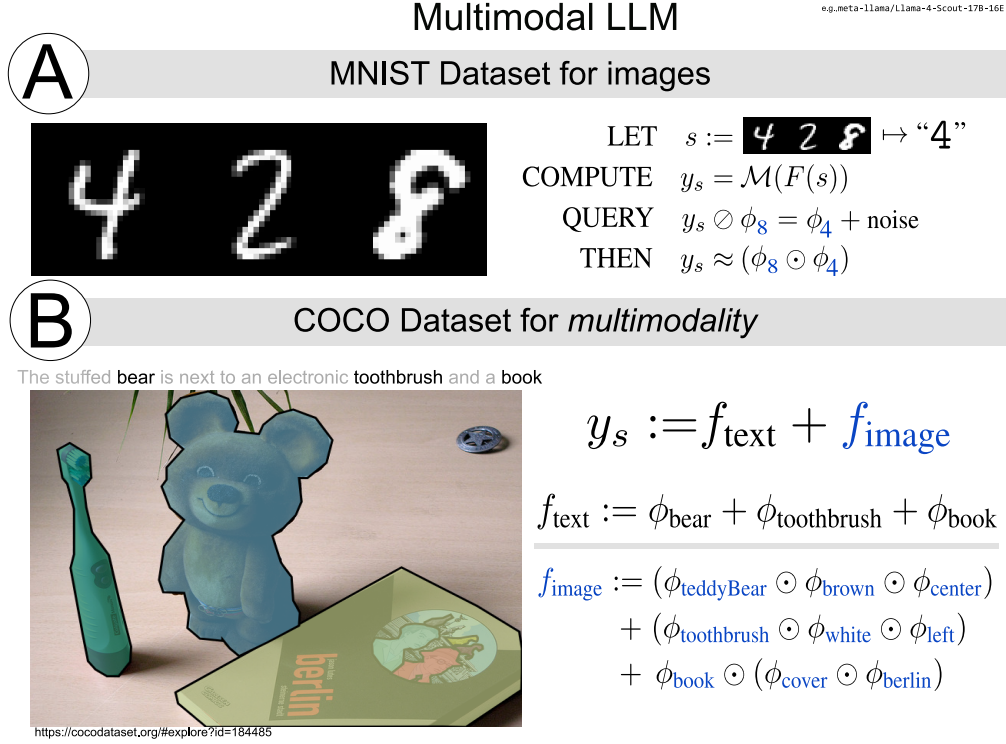 Multimodal LLM
e.g.,meta-llama/Llama-4-Scout-17B-16E
A
MNIST Dataset for images
4 2 8
LET s := 4 2 8 ↦ “4”
COMPUTE y_s = ℳ(F(s))
QUERY y_s ⊘ ϕ_8 = ϕ_4 + noise
THEN y_s ≈ (ϕ_8 ⊙ ϕ_4)
B
COCO Dataset for multimodality
The stuffed bear is next to an electronic toothbrush and a book
berlin
y_s := f_text + f_image
f_text := ϕ_bear + ϕ_toothbrush + ϕ_book
f_image := (ϕ_teddyBear ⊙ ϕ_brown ⊙ ϕ_center)
+ (ϕ_toothbrush ⊙ ϕ_white ⊙ ϕ_left)
+ ϕ_book ⊙ (ϕ_cover ⊙ ϕ_berlin)
https://cocodataset.org/#explore?id=184485